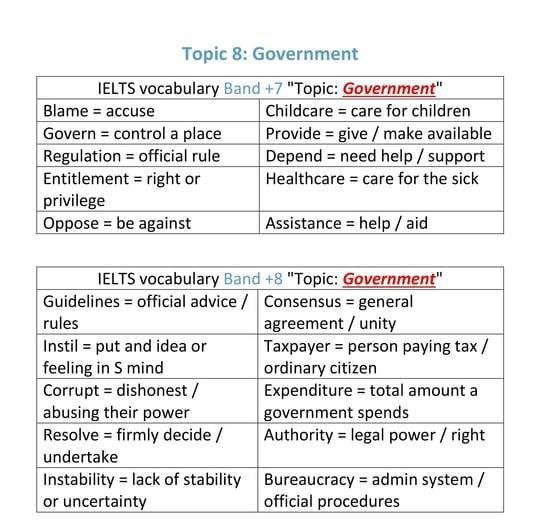 Topic 8: Government
IELTS vocabulary Band +7 "Topic: Government"
Blame = accuse
Childcare = care for children
Govern = control a place
Provide = give / make available
Regulation = official rule
Depend = need help / support
Entitlement = right or
privilege
Healthcare = care for the sick
Oppose = be against
Assistance = help / aid
IELTS vocabulary Band +8 "Topic: Government"
Guidelines = official advice /
rules
Consensus = general
agreement / unity
Instil = put and idea or
feeling in S mind
Taxpayer = person paying tax /
ordinary citizen
Corrupt = dishonest /
abusing their power
Expenditure = total amount a
government spends
Resolve = firmly decide /
undertake
Authority = legal power / right
Instability = lack of stability
or uncertainty
Bureaucracy = admin system /
official procedures